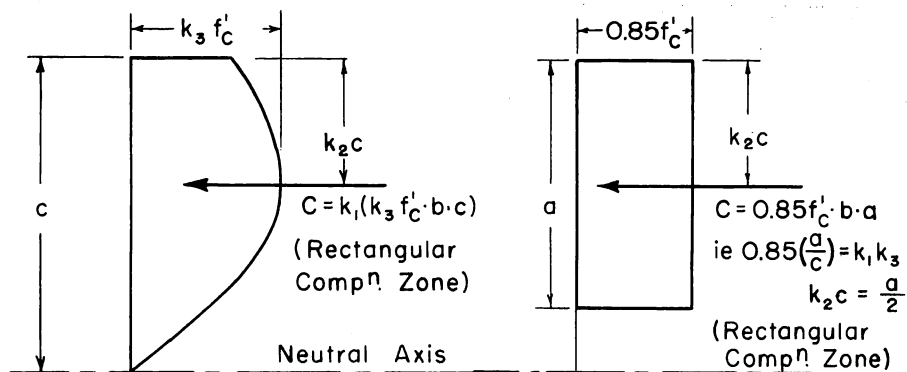 k₃ f'c
c
k₂c
C = k₁(k₃ f'c · b · c)
(Rectangular
Compⁿ. Zone)
Neutral Axis
0.85f'c
a
k₂c
C = 0.85f'c · b · a
ie 0.85(a/c) = k₁k₃
k₂c = a/2
(Rectangular
Compⁿ Zone)